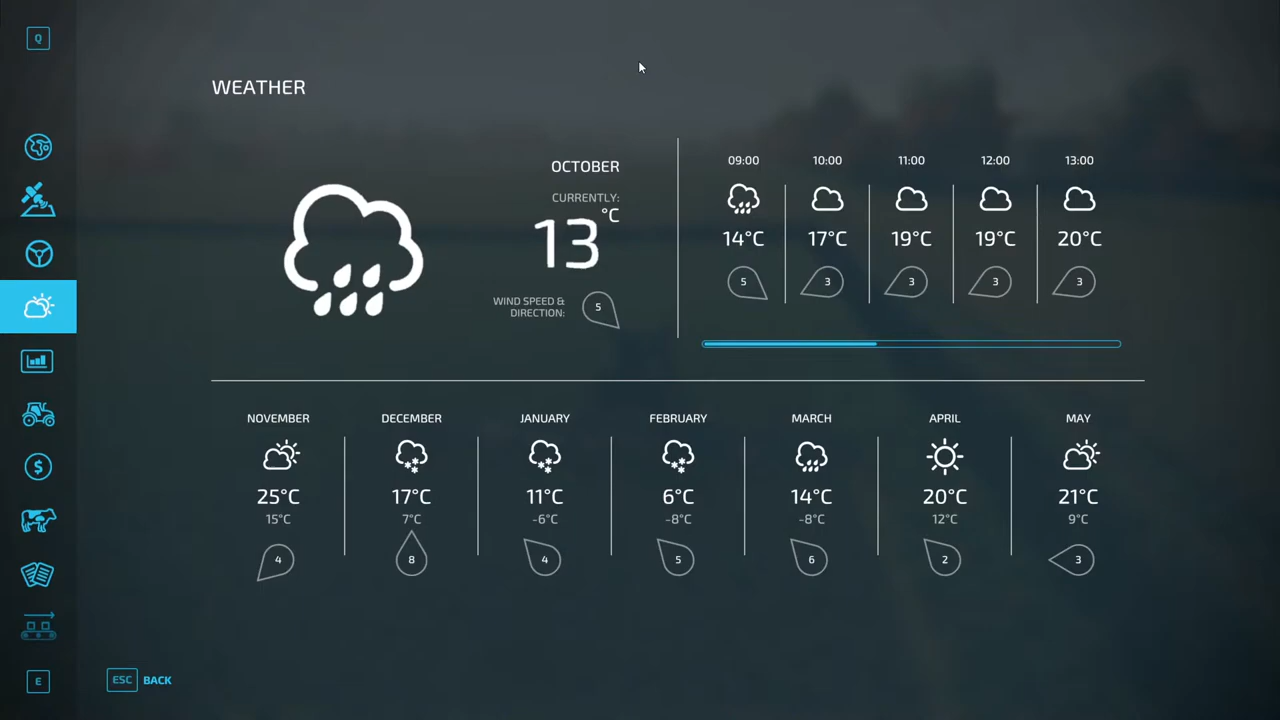 Q
WEATHER
OCTOBER
CURRENTLY:
13 °C
WIND SPEED &
DIRECTION:
5
09:00 10:00 11:00 12:00 13:00
14°C 17°C 19°C 19°C 20°C
5 3 3 3 3
NOVEMBER DECEMBER JANUARY FEBRUARY MARCH APRIL MAY
25°C 17°C 11°C 6°C 14°C 20°C 21°C
15°C 7°C -6°C -8°C -8°C 12°C 9°C
4 8 4 5 6 2 3
E
ESC BACK